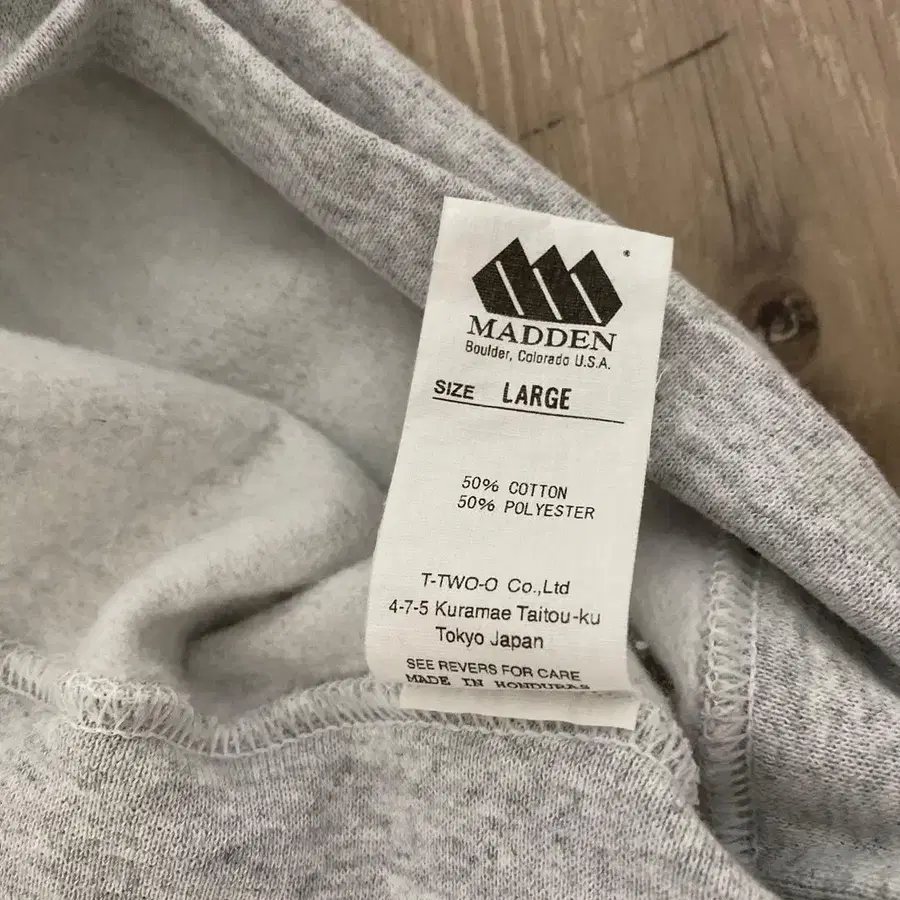 MADDEN
Boulder, Colorado U.S.A.
SIZE LARGE
50% COTTON
50% POLYESTER
T-TWO-O Co.,Ltd
4-7-5 Kuramae Taitou-ku
Tokyo Japan
SEE REVERS FOR CARE
MADE IN HONDURAS